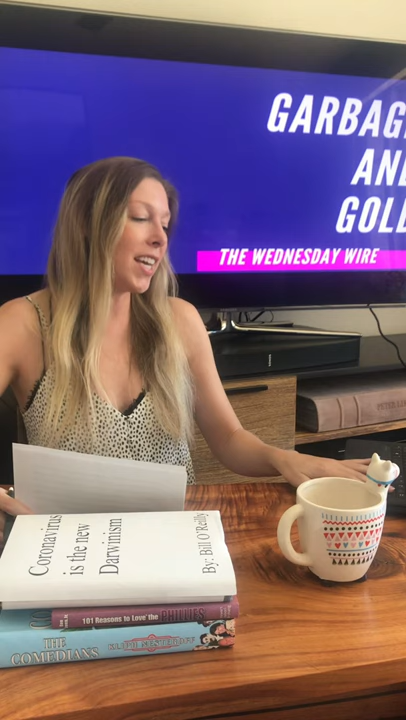 GARBAG
AN
GOL
THE WEDNESDAY WIRE
Coronavirus
is the new
Darwinism
By: Bill O'Reilly
101 Reasons to Love the PHILLIES
THE
COMEDIANS